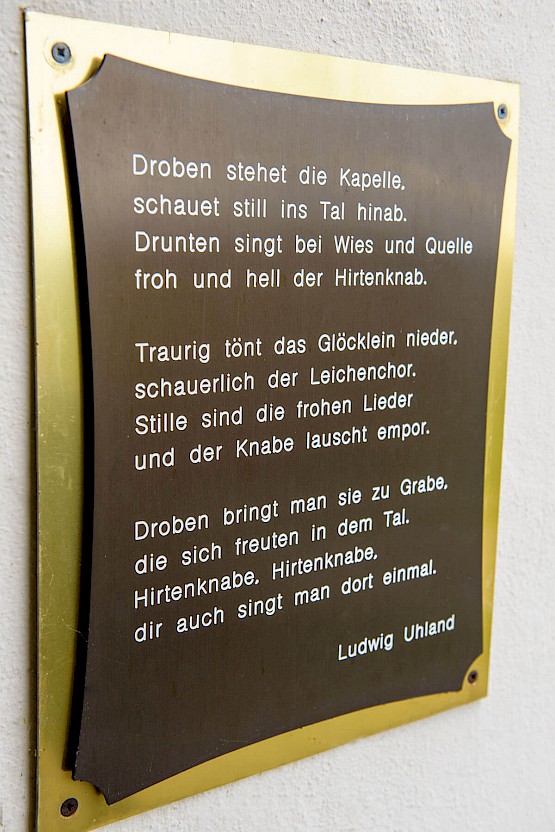 Droben stehet die Kapelle,
schauet still ins Tal hinab.
Drunten singt bei Wies und Quelle
froh und hell der Hirtenknab.
Traurig tönt das Glöcklein nieder,
schauerlich der Leichenchor.
Stille sind die frohen Lieder
und der Knabe lauscht empor.
Droben bringt man sie zu Grabe,
die sich freuten in dem Tal.
Hirtenknabe, Hirtenknabe,
dir auch singt man dort einmal.
Ludwig Uhland